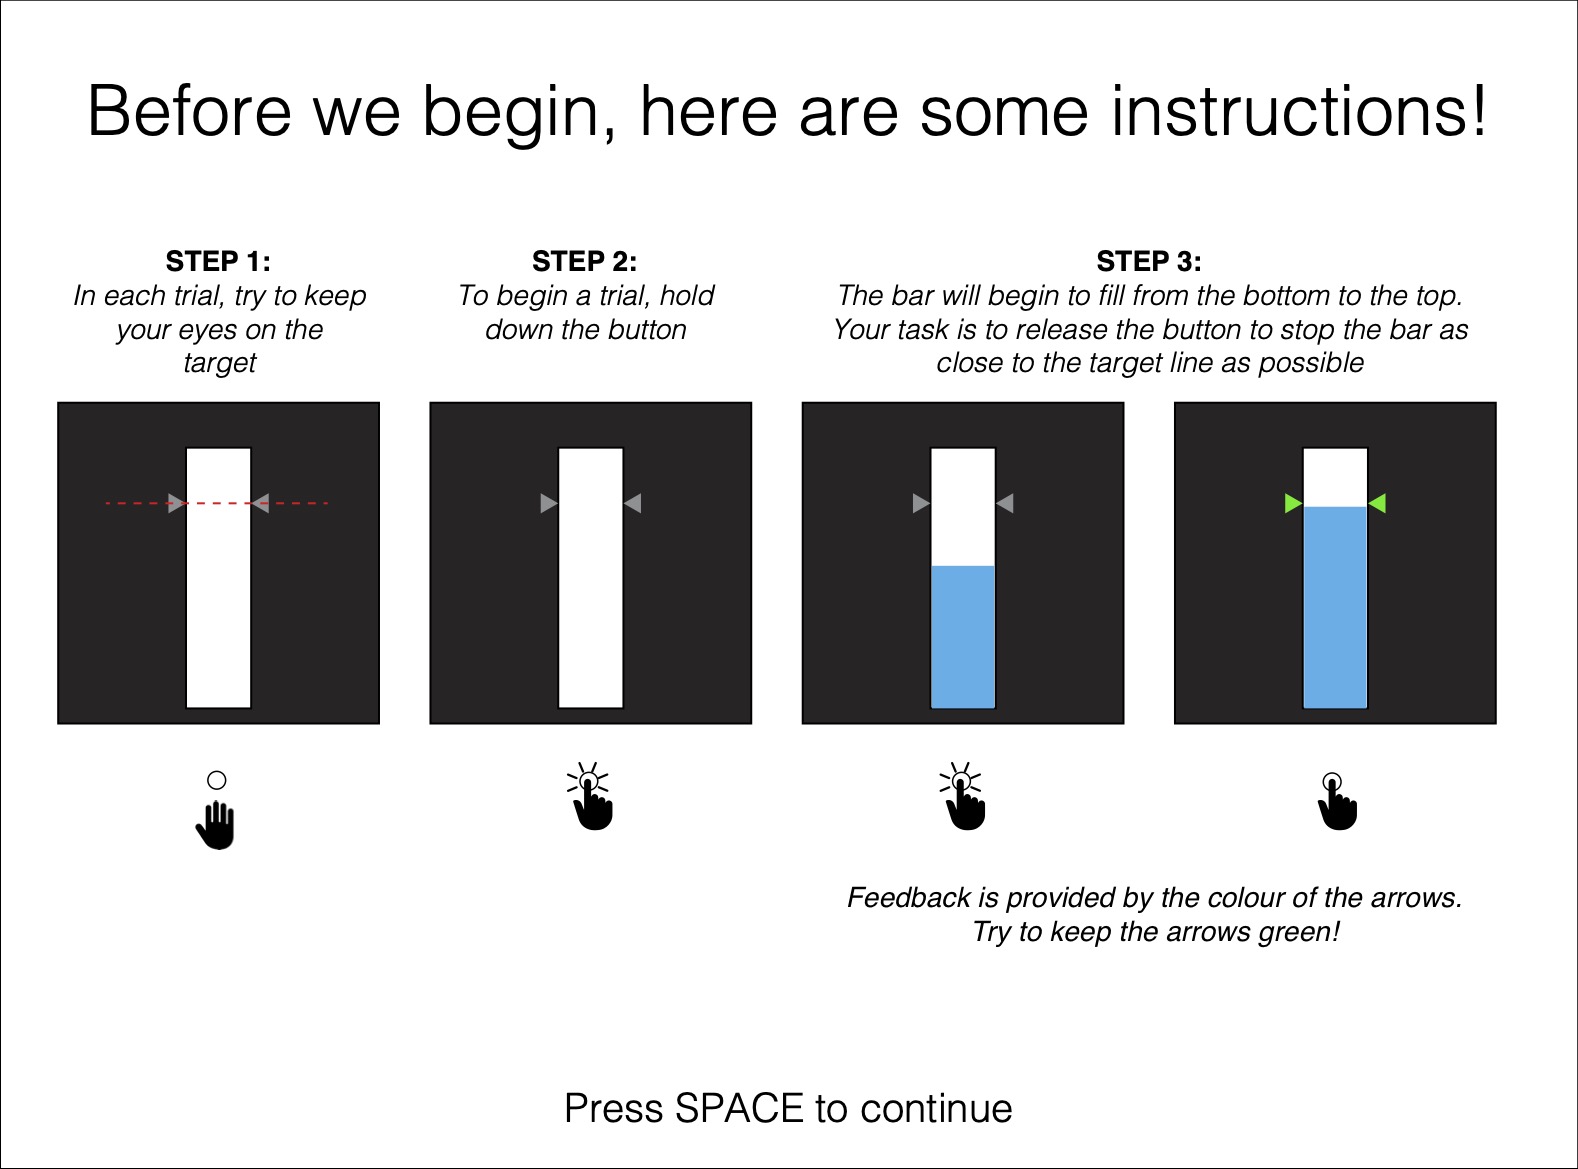 Before we begin, here are some instructions!
STEP 1:
In each trial, try to keep
your eyes on the
target
STEP 2:
To begin a trial, hold
down the button
STEP 3:
The bar will begin to fill from the bottom to the top.
Your task is to release the button to stop the bar as
close to the target line as possible
Feedback is provided by the colour of the arrows.
Try to keep the arrows green!
Press SPACE to continue